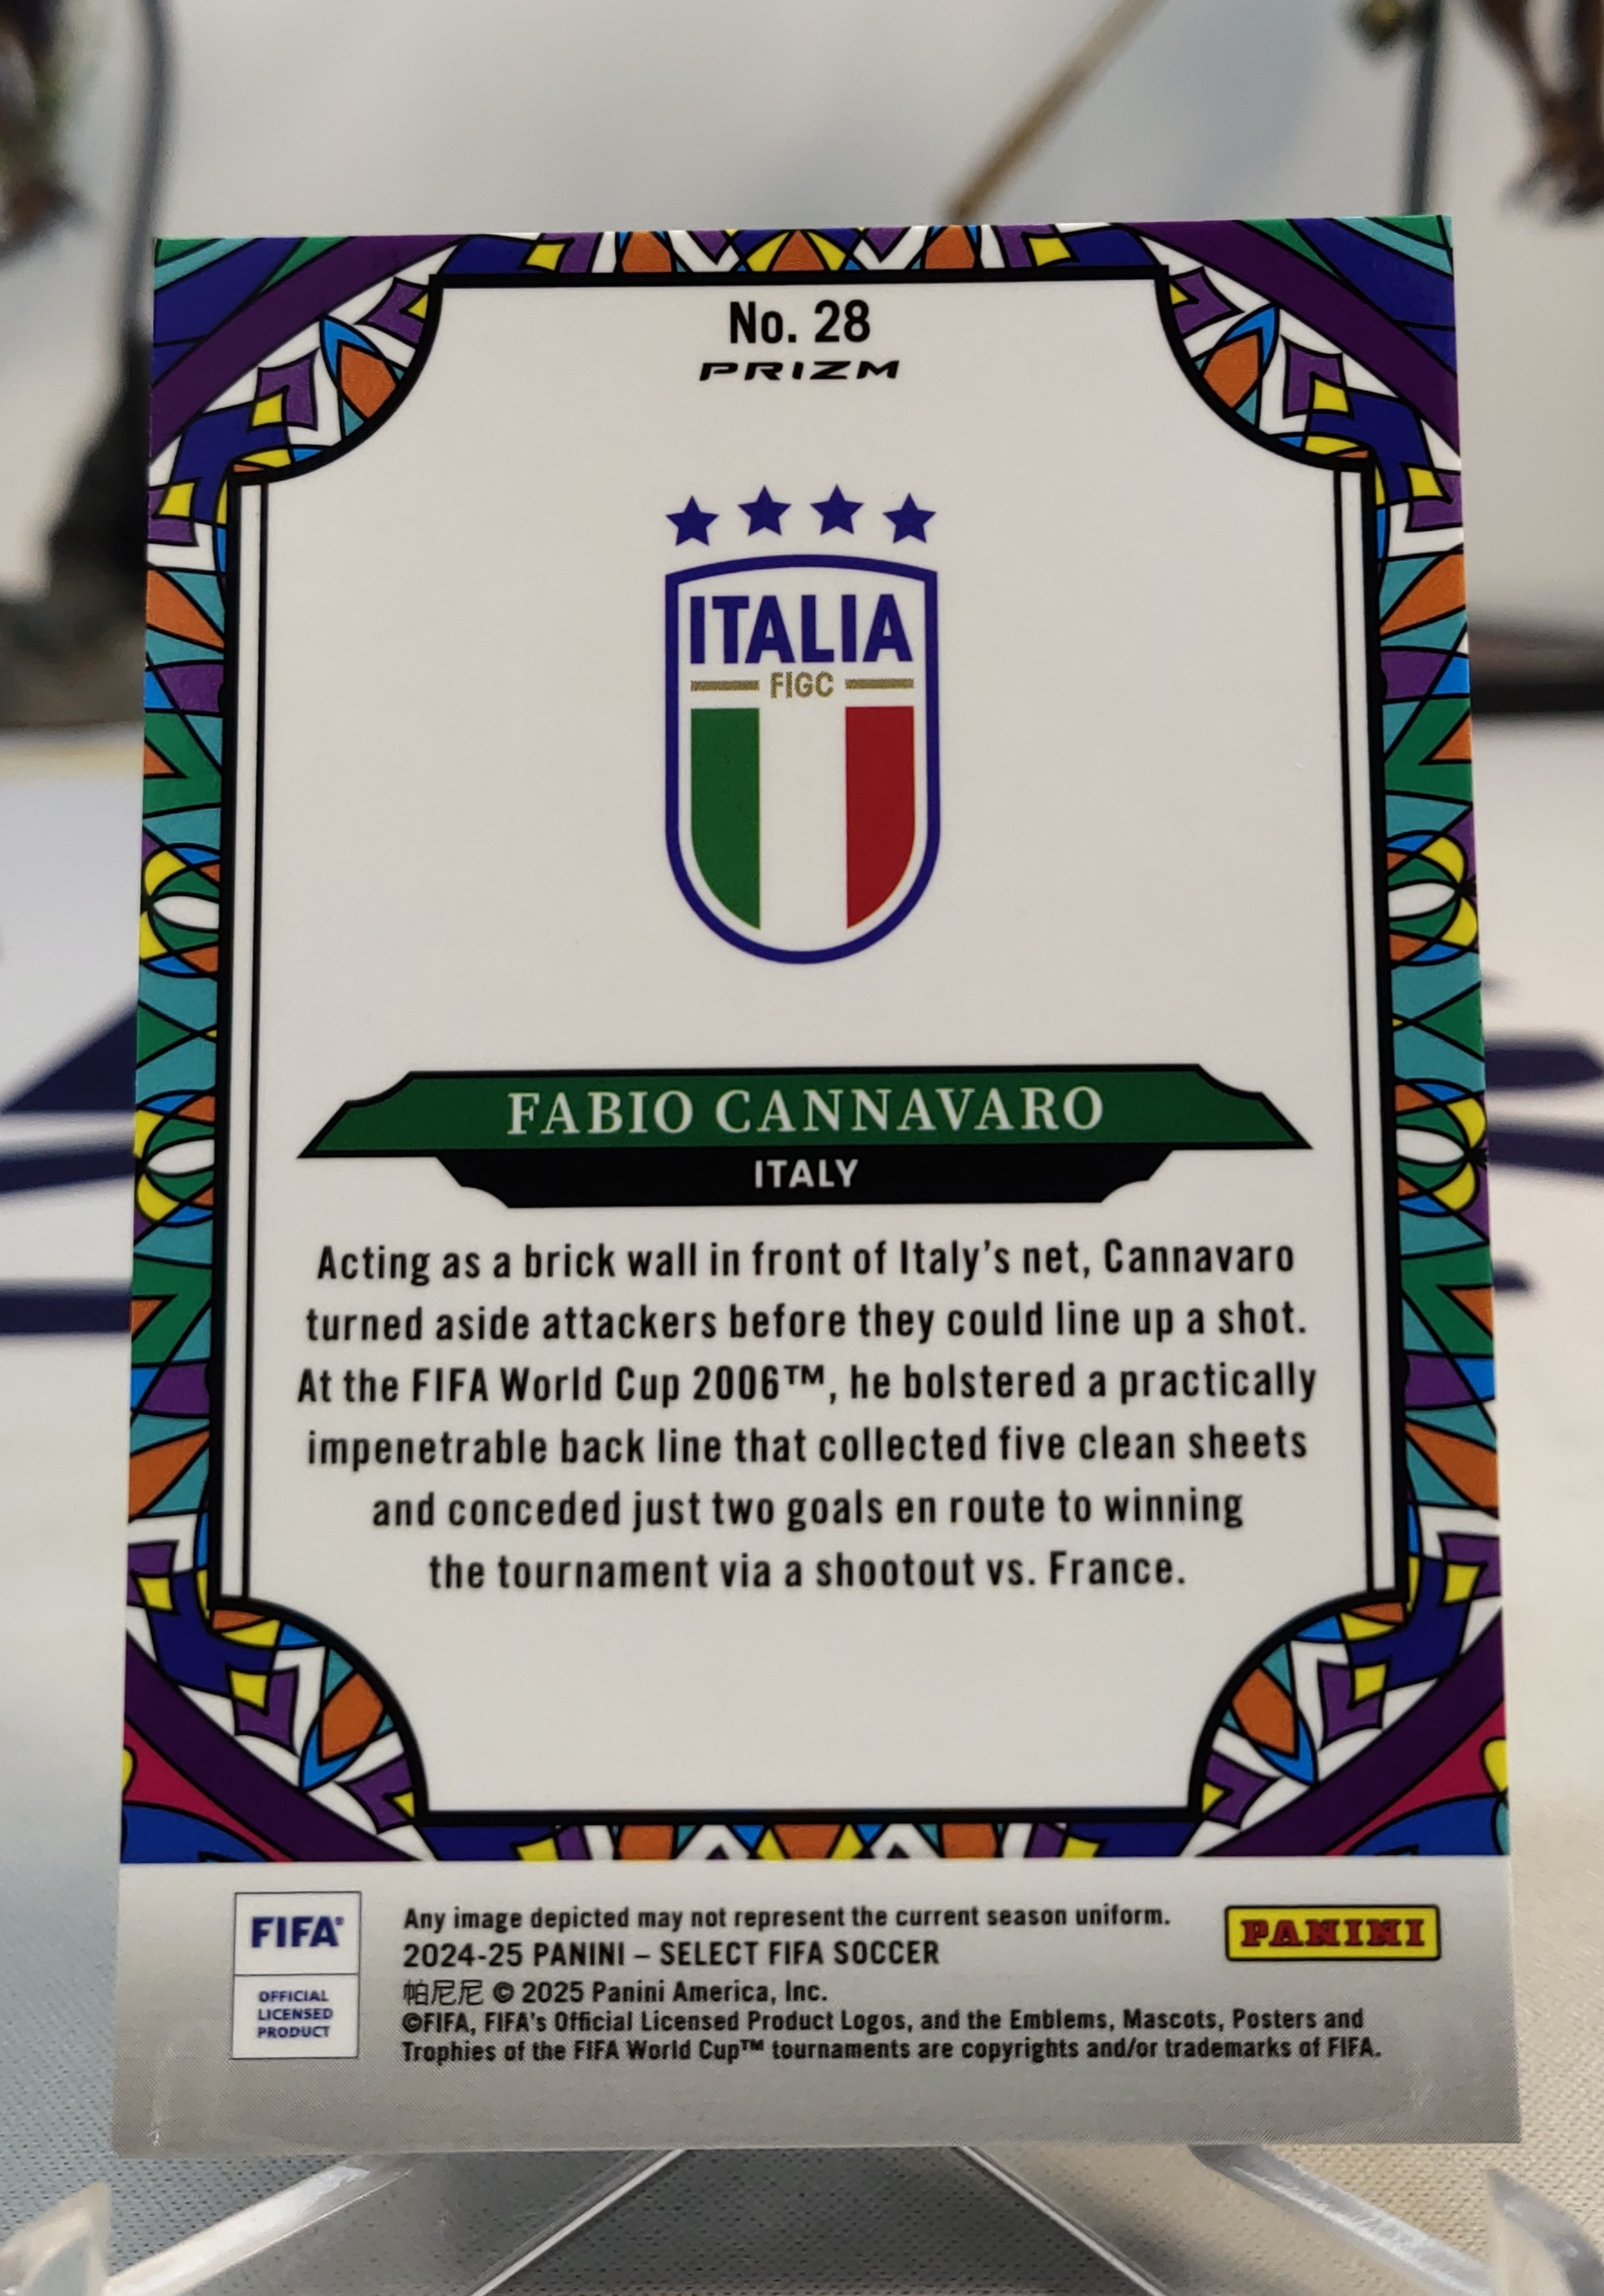 No. 28
PRIZM
ITALIA
FIGC
FABIO CANNAVARO
ITALY
Acting as a brick wall in front of Italy's net, Cannavaro
turned aside attackers before they could line up a shot.
At the FIFA World Cup 2006™, he bolstered a practically
impenetrable back line that collected five clean sheets
and conceded just two goals en route to winning
the tournament via a shootout vs. France.
FIFA®
OFFICIAL
LICENSED
PRODUCT
Any image depicted may not represent the current season uniform.
2024-25 PANINI – SELECT FIFA SOCCER
帕尼尼 © 2025 Panini America, Inc.
©FIFA, FIFA's Official Licensed Product Logos, and the Emblems, Mascots, Posters and
Trophies of the FIFA World Cup™ tournaments are copyrights and/or trademarks of FIFA.
PANINI